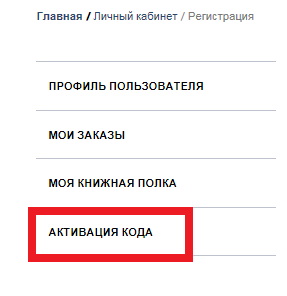 Главная / Личный кабинет / Регистрация
ПРОФИЛЬ ПОЛЬЗОВАТЕЛЯ
МОИ ЗАКАЗЫ
МОЯ КНИЖНАЯ ПОЛКА
АКТИВАЦИЯ КОДА